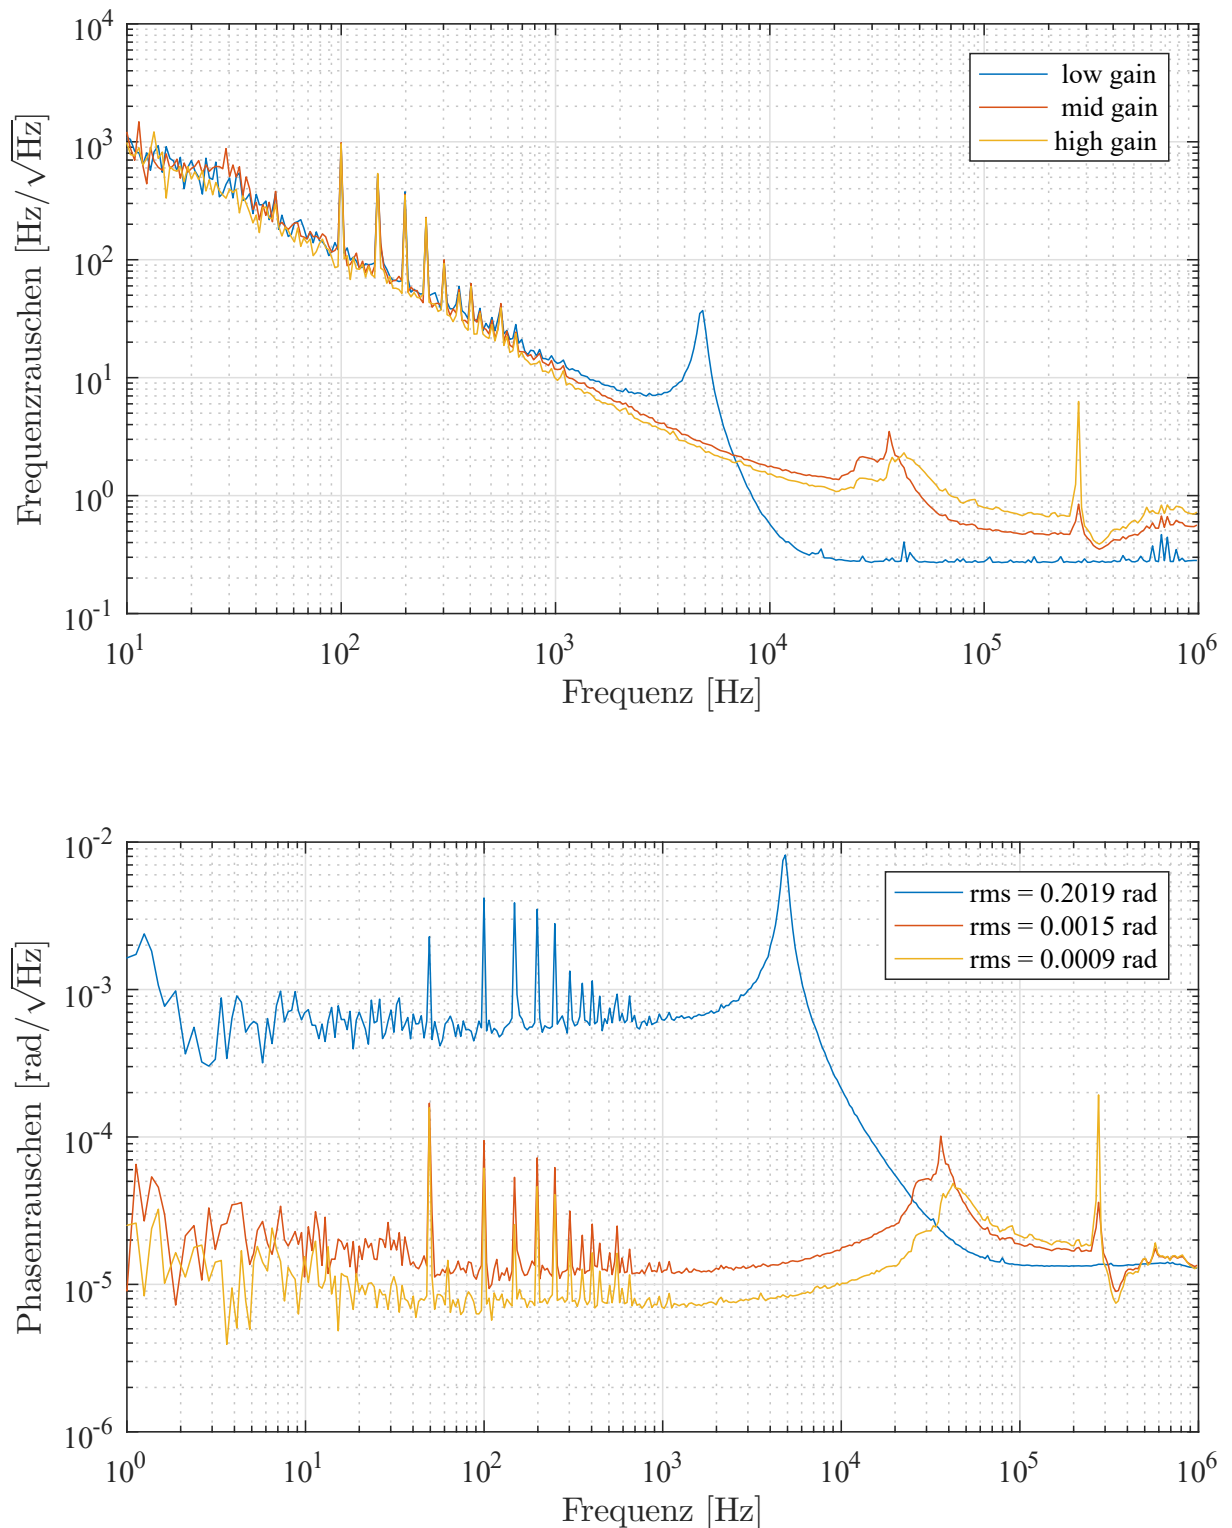 10^4
10^3
10^2
10^1
10^0
10^-1
Frequenzrauschen [Hz/√Hz]
low gain
mid gain
high gain
10^1 10^2 10^3 10^4 10^5 10^6
Frequenz [Hz]
10^-2
10^-3
10^-4
10^-5
10^-6
Phasenrauschen [rad/√Hz]
rms = 0.2019 rad
rms = 0.0015 rad
rms = 0.0009 rad
10^0 10^1 10^2 10^3 10^4 10^5 10^6
Frequenz [Hz]